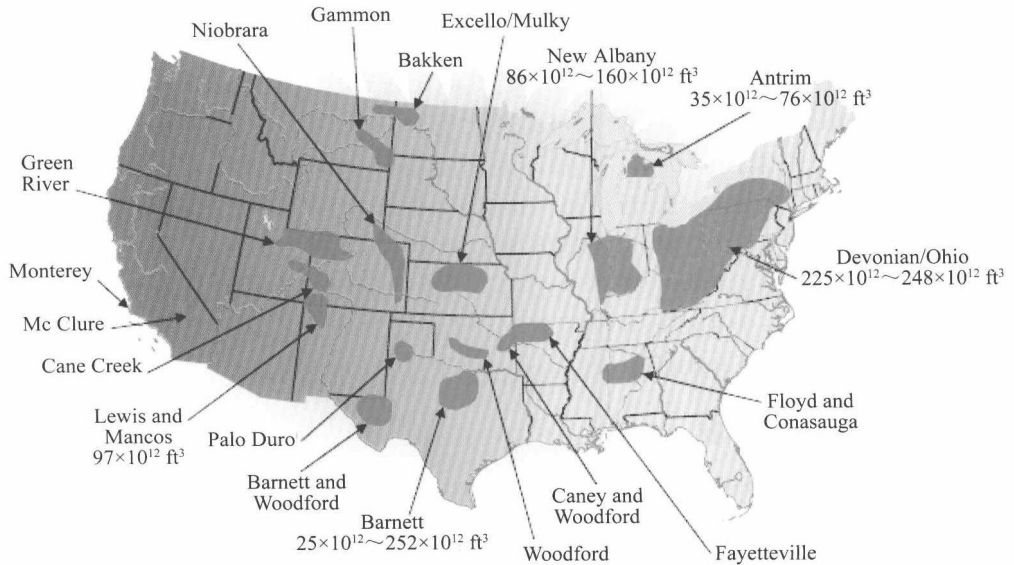 Gammon
Excello/Mulky
Niobrara
Bakken
New Albany
86×10¹²～160×10¹² ft³
Antrim
35×10¹²～76×10¹² ft³
Green
River
Devonian/Ohio
225×10¹²～248×10¹² ft³
Monterey
Mc Clure
Cane Creek
Lewis and
Mancos
97×10¹² ft³
Palo Duro
Floyd and
Conasauga
Barnett and
Woodford
Caney and
Woodford
Barnett
25×10¹²～252×10¹² ft³
Woodford
Fayetteville